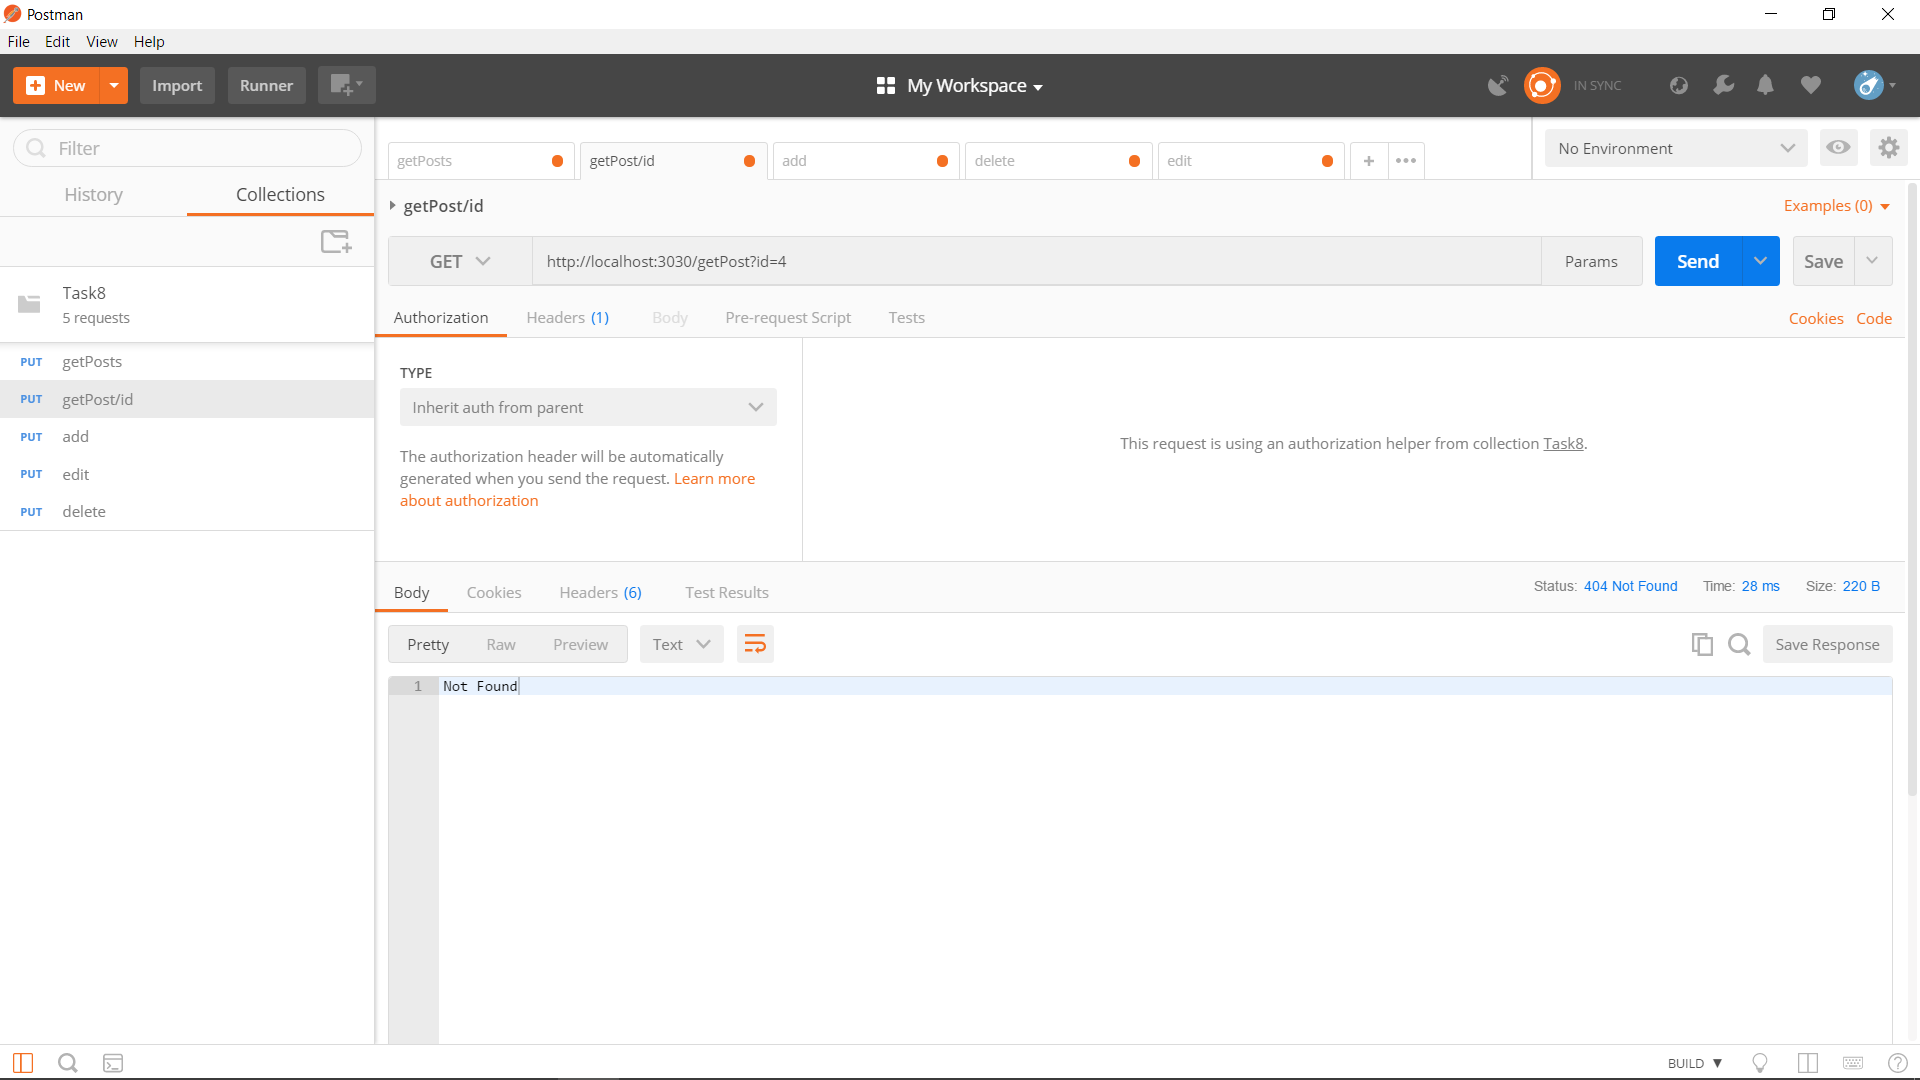 Postman
File Edit View Help
New Import Runner My Workspace IN SYNC
Filter
History Collections
Task8
5 requests
PUT getPosts
PUT getPost/id
PUT add
PUT edit
PUT delete
getPosts getPost/id add delete edit + •••
No Environment
getPost/id Examples (0)
GET http://localhost:3030/getPost?id=4 Params Send Save
Authorization Headers (1) Body Pre-request Script Tests Cookies Code
TYPE
Inherit auth from parent
The authorization header will be automatically
generated when you send the request. Learn more
about authorization
This request is using an authorization helper from collection Task8.
Body Cookies Headers (6) Test Results Status: 404 Not Found Time: 28 ms Size: 220 B
Pretty Raw Preview Text Save Response
1 Not Found
BUILD ▼